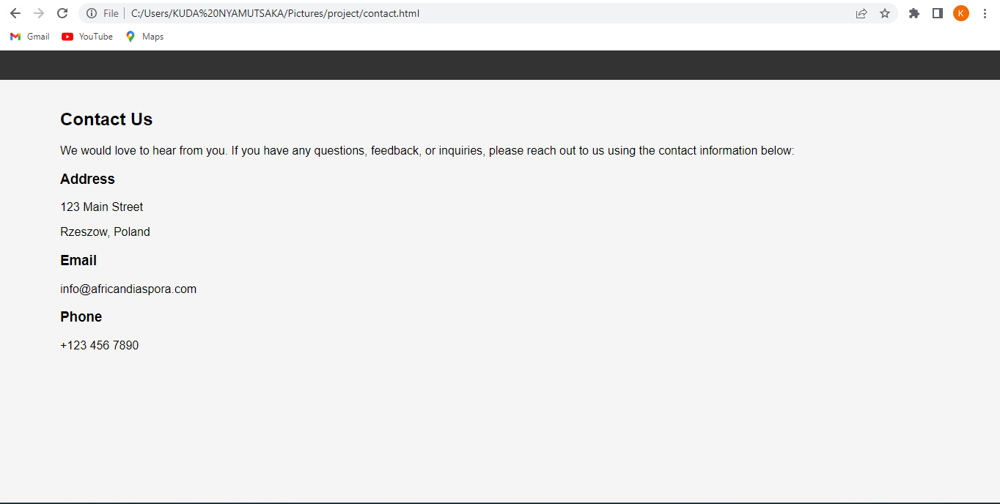 File C:/Users/KUDA%20NYAMUTSAKA/Pictures/project/contact.html
K
Gmail YouTube Maps
Contact Us
We would love to hear from you. If you have any questions, feedback, or inquiries, please reach out to us using the contact information below:
Address
123 Main Street
Rzeszow, Poland
Email
info@africandiaspora.com
Phone
+123 456 7890